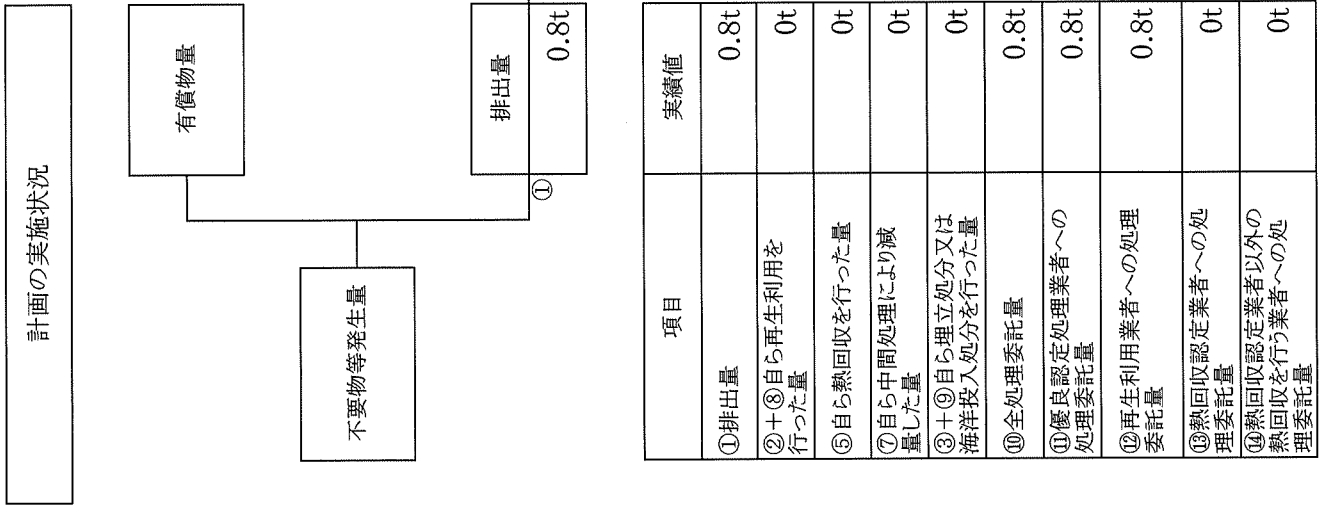 計画の実施状況
不要物等発生量
有償物量
①
排出量
0.8t
項目
実績値
①排出量
0.8t
②+⑧自ら再生利用を
行った量
0t
⑤自ら熱回収を行った量
0t
⑦自ら中間処理により減
量した量
0t
③+⑨自ら埋立処分又は
海洋投入処分を行った量
0t
⑩全処理委託量
0.8t
⑪優良認定処理業者への
処理委託量
0.8t
⑫再生利用業者への処理
委託量
0.8t
⑬熱回収認定業者への処
理委託量
0t
⑭熱回収認定業者以外の
熱回収を行う業者への処
理委託量
0t